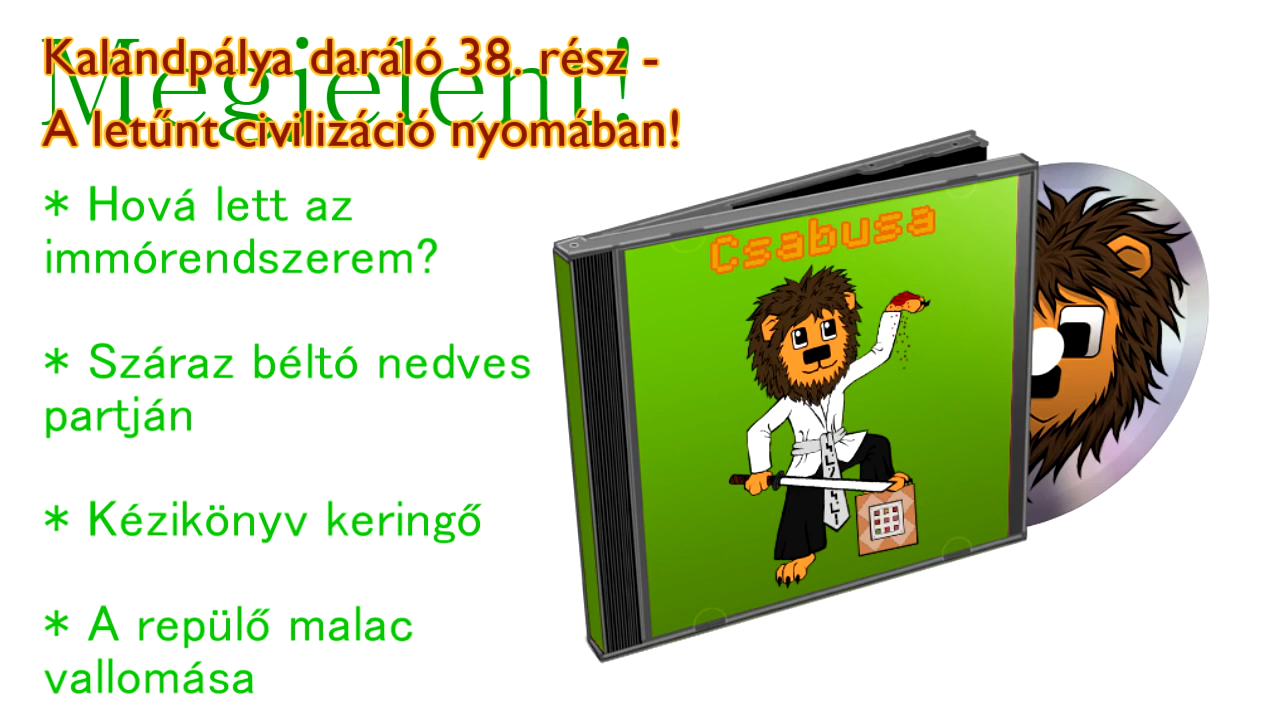 Megjelent!
Kalandpálya daráló 38. rész -
A letűnt civilizáció nyomában!
* Hová lett az
immórendszerem?
* Száraz béltó nedves
partján
* Kézikönyv keringő
* A repülő malac
vallomása
Csabusa